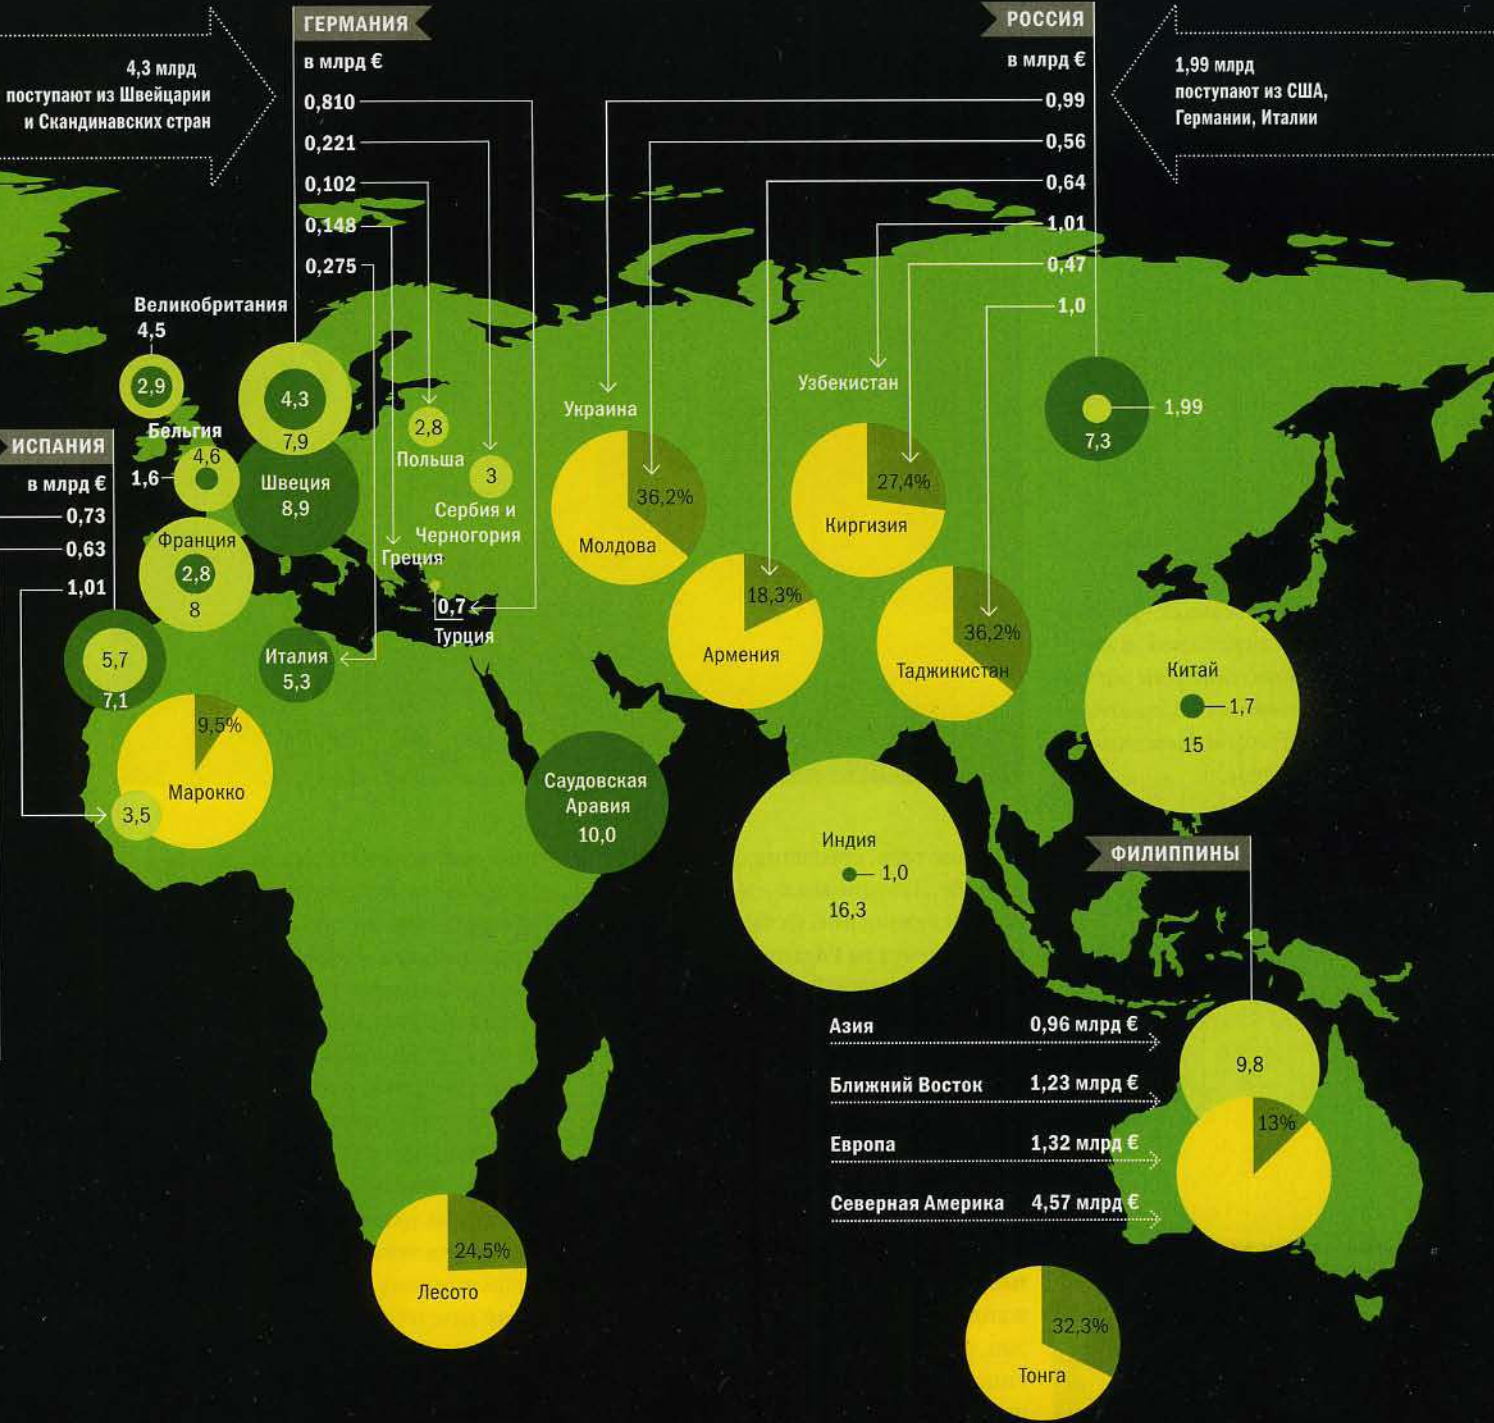 ГЕРМАНИЯ
в млрд €
0,810
0,221
0,102
0,148
0,275
4,3 млрд
поступают из Швейцарии
и Скандинавских стран
РОССИЯ
в млрд €
0,99
0,56
0,64
1,01
0,47
1,0
1,99 млрд
поступают из США,
Германии, Италии
Великобритания
4,5
2,9
4,3
7,9
ИСПАНИЯ
в млрд €
0,73
0,63
1,01
Бельгия
4,6
1,6
Швеция
8,9
2,8
Польша
3
Сербия и
Черногория
Греция
0,7
Турция
Франция
2,8
8
5,7
7,1
Италия
5,3
9,5%
Марокко
3,5
Украина
36,2%
Молдова
Узбекистан
27,4%
Киргизия
18,3%
Армения
36,2%
Таджикистан
1,99
7,3
Китай
1,7
15
Саудовская
Аравия
10,0
Индия
1,0
16,3
ФИЛИППИНЫ
Азия 0,96 млрд €
Ближний Восток 1,23 млрд €
Европа 1,32 млрд €
Северная Америка 4,57 млрд €
9,8
13%
24,5%
Лесото
32,3%
Тонга